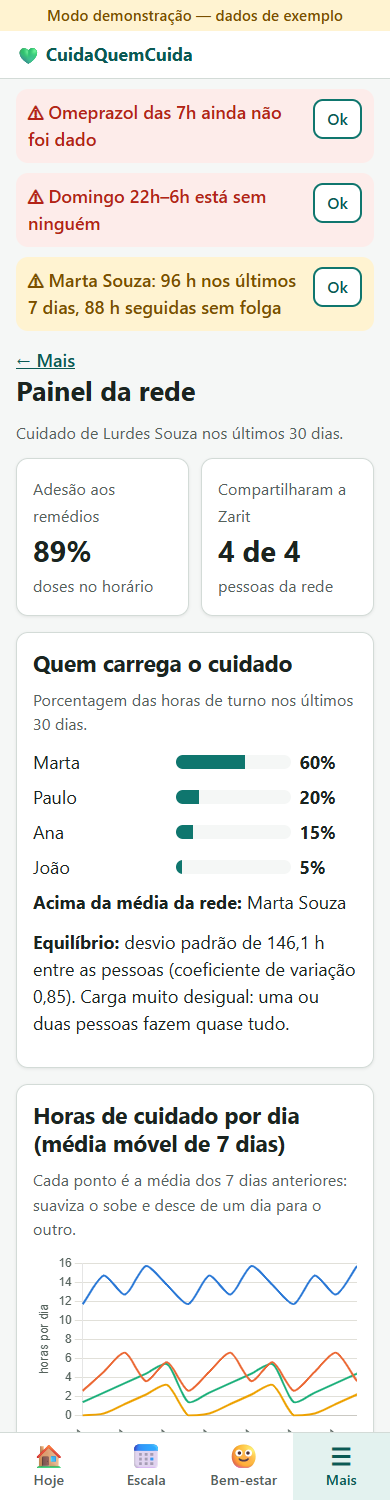 Modo demonstração — dados de exemplo
CuidaQuemCuida
⚠ Omeprazol das 7h ainda não
foi dado
Ok
⚠ Domingo 22h–6h está sem
ninguém
Ok
⚠ Marta Souza: 96 h nos últimos
7 dias, 88 h seguidas sem folga
Ok
← Mais
Painel da rede
Cuidado de Lurdes Souza nos últimos 30 dias.
Adesão aos
remédios
89%
doses no horário
Compartilharam a
Zarit
4 de 4
pessoas da rede
Quem carrega o cuidado
Porcentagem das horas de turno nos últimos
30 dias.
Marta 60%
Paulo 20%
Ana 15%
João 5%
Acima da média da rede: Marta Souza
Equilíbrio: desvio padrão de 146,1 h
entre as pessoas (coeficiente de variação
0,85). Carga muito desigual: uma ou
duas pessoas fazem quase tudo.
Horas de cuidado por dia
(média móvel de 7 dias)
Cada ponto é a média dos 7 dias anteriores:
suaviza o sobe e desce de um dia para o
outro.
horas por dia
16
14
12
10
8
6
4
2
0
Hoje
Escala
Bem-estar
Mais